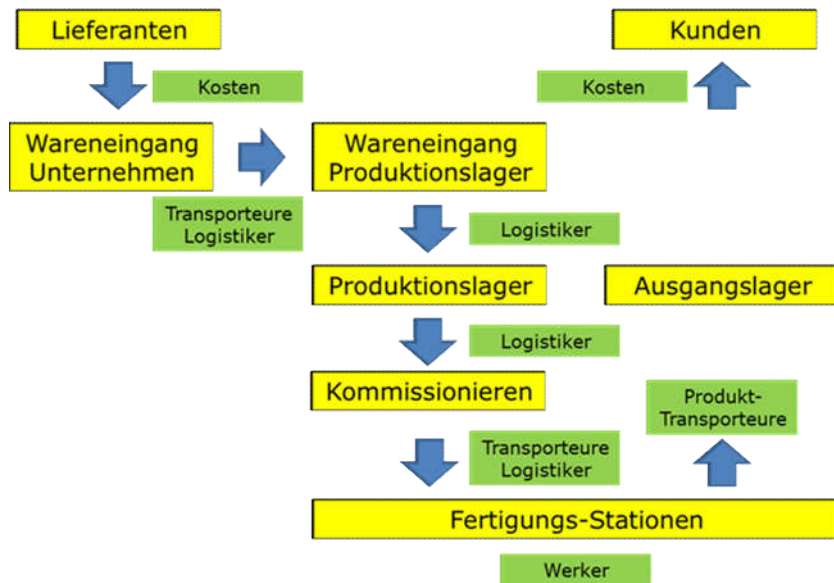 Lieferanten
Kunden
Kosten
Kosten
Wareneingang
Unternehmen
Wareneingang
Produktionslager
Transporteure
Logistiker
Logistiker
Produktionslager
Ausgangslager
Logistiker
Kommissionieren
Produkt-
Transporteure
Transporteure
Logistiker
Fertigungs-Stationen
Werker